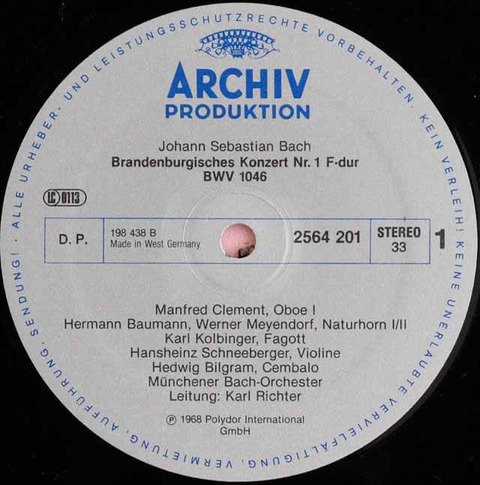 ALLE URHEBER- UND LEISTUNGSSCHUTZRECHTE VORBEHALTEN. KEIN VERLEIH! KEINE UNERLAUBTE VERVIELFÄLTIGUNG, VERMIETUNG, AUFFÜHRUNG, SENDUNG! ·
ARCHIV
PRODUKTION
Johann Sebastian Bach
Brandenburgisches Konzert Nr. 1 F-dur
BWV 1046
LC 0113
D. P.
198 438 B
Made in West Germany
2564 201
STEREO
33
1
Manfred Clement, Oboe I
Hermann Baumann, Werner Meyendorf, Naturhorn I/II
Karl Kolbinger, Fagott
Hansheinz Schneeberger, Violine
Hedwig Bilgram, Cembalo
Münchener Bach-Orchester
Leitung: Karl Richter
℗ 1968 Polydor International
GmbH